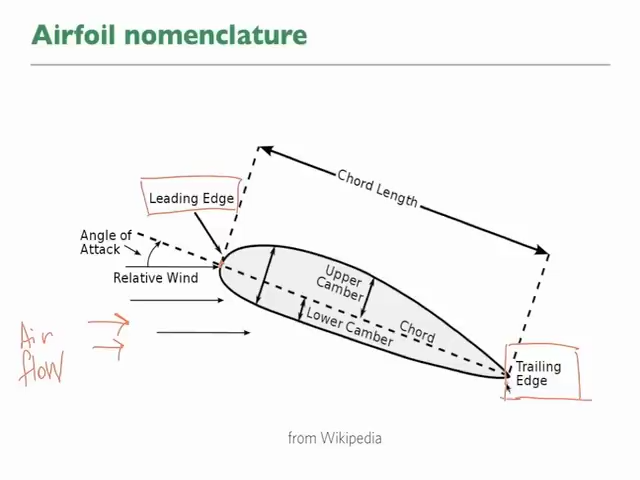 Airfoil nomenclature
Chord Length
Leading Edge
Angle of
Attack
Relative Wind
Upper
Camber
Lower Camber
Chord
Air
flow
Trailing
Edge
from Wikipedia